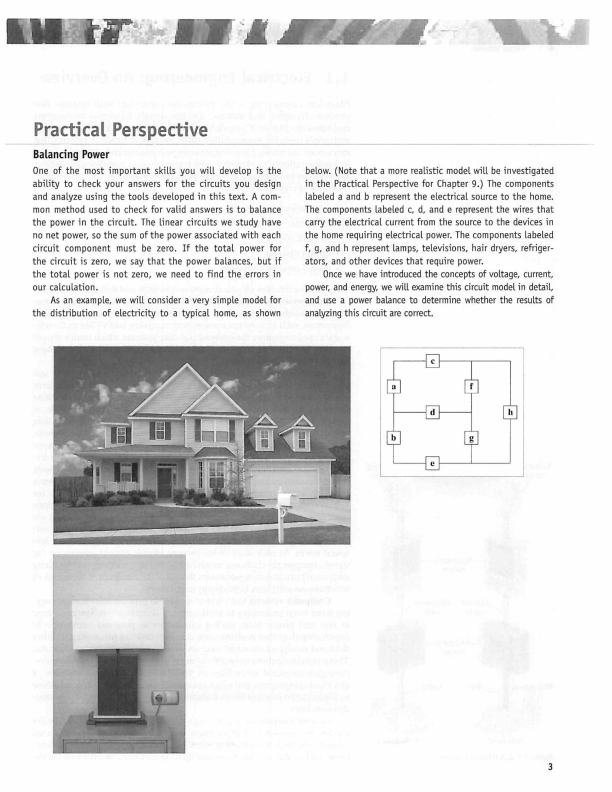 Practical Perspective
Balancing Power
One of the most important skills you will develop is the
ability to check your answers for the circuits you design
and analyze using the tools developed in this text. A com-
mon method used to check for valid answers is to balance
the power in the circuit. The linear circuits we study have
no net power, so the sum of the power associated with each
circuit component must be zero. If the total power for
the circuit is zero, we say that the power balances, but if
the total power is not zero, we need to find the errors in
our calculation.
As an example, we will consider a very simple model for
the distribution of electricity to a typical home, as shown
below. (Note that a more realistic model will be investigated
in the Practical Perspective for Chapter 9.) The components
labeled a and b represent the electrical source to the home.
The components labeled c, d, and e represent the wires that
carry the electrical current from the source to the devices in
the home requiring electrical power. The components labeled
f, g, and h represent lamps, televisions, hair dryers, refriger-
ators, and other devices that require power.
Once we have introduced the concepts of voltage, current,
power, and energy, we will examine this circuit model in detail,
and use a power balance to determine whether the results of
analyzing this circuit are correct.
c
a f
d h
b g
e
3